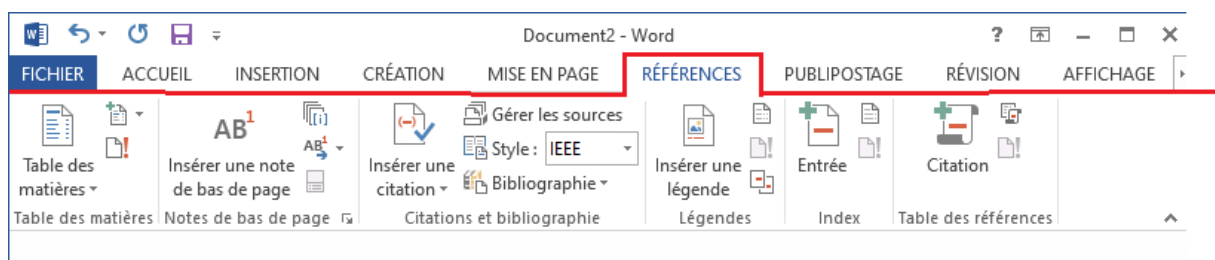 Document2 - Word
FICHIER ACCUEIL INSERTION CRÉATION MISE EN PAGE RÉFÉRENCES PUBLIPOSTAGE RÉVISION AFFICHAGE
Table des
matières
Table des matières
AB1
Insérer une note
de bas de page
AB1
Notes de bas de page
Insérer une
citation
Gérer les sources
Style : IEEE
Bibliographie
Citations et bibliographie
Insérer une
légende
Légendes
Entrée
Index
Citation
Table des références